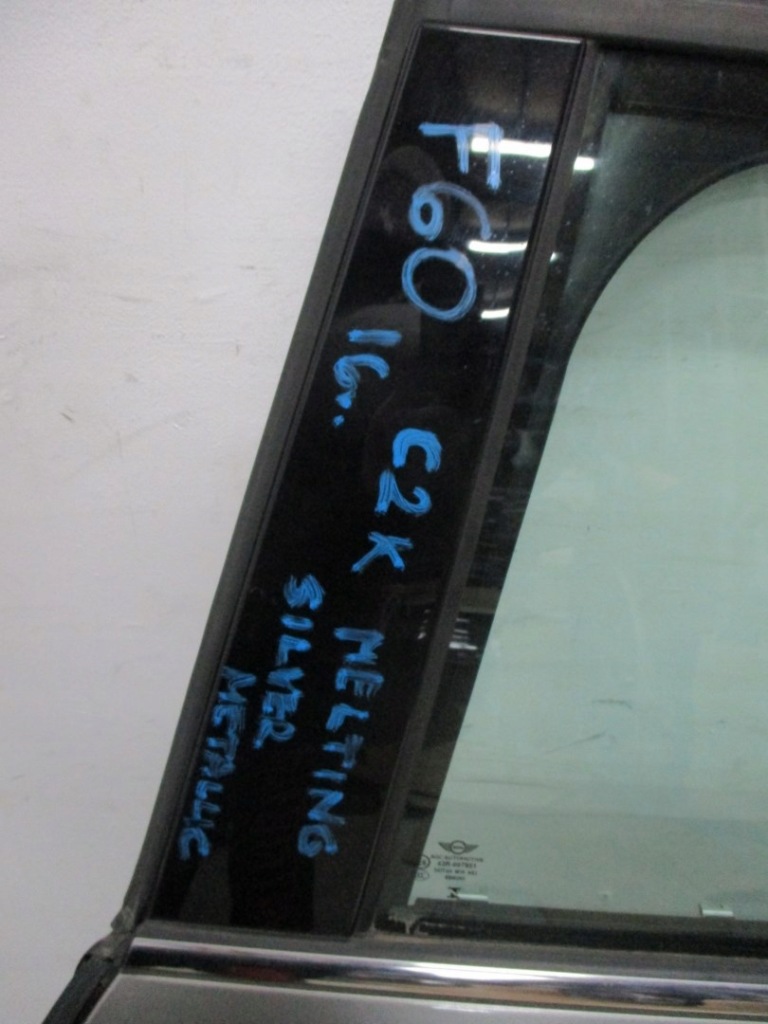 F60
16..
C2K
MELTING
SILVER
METALLIC